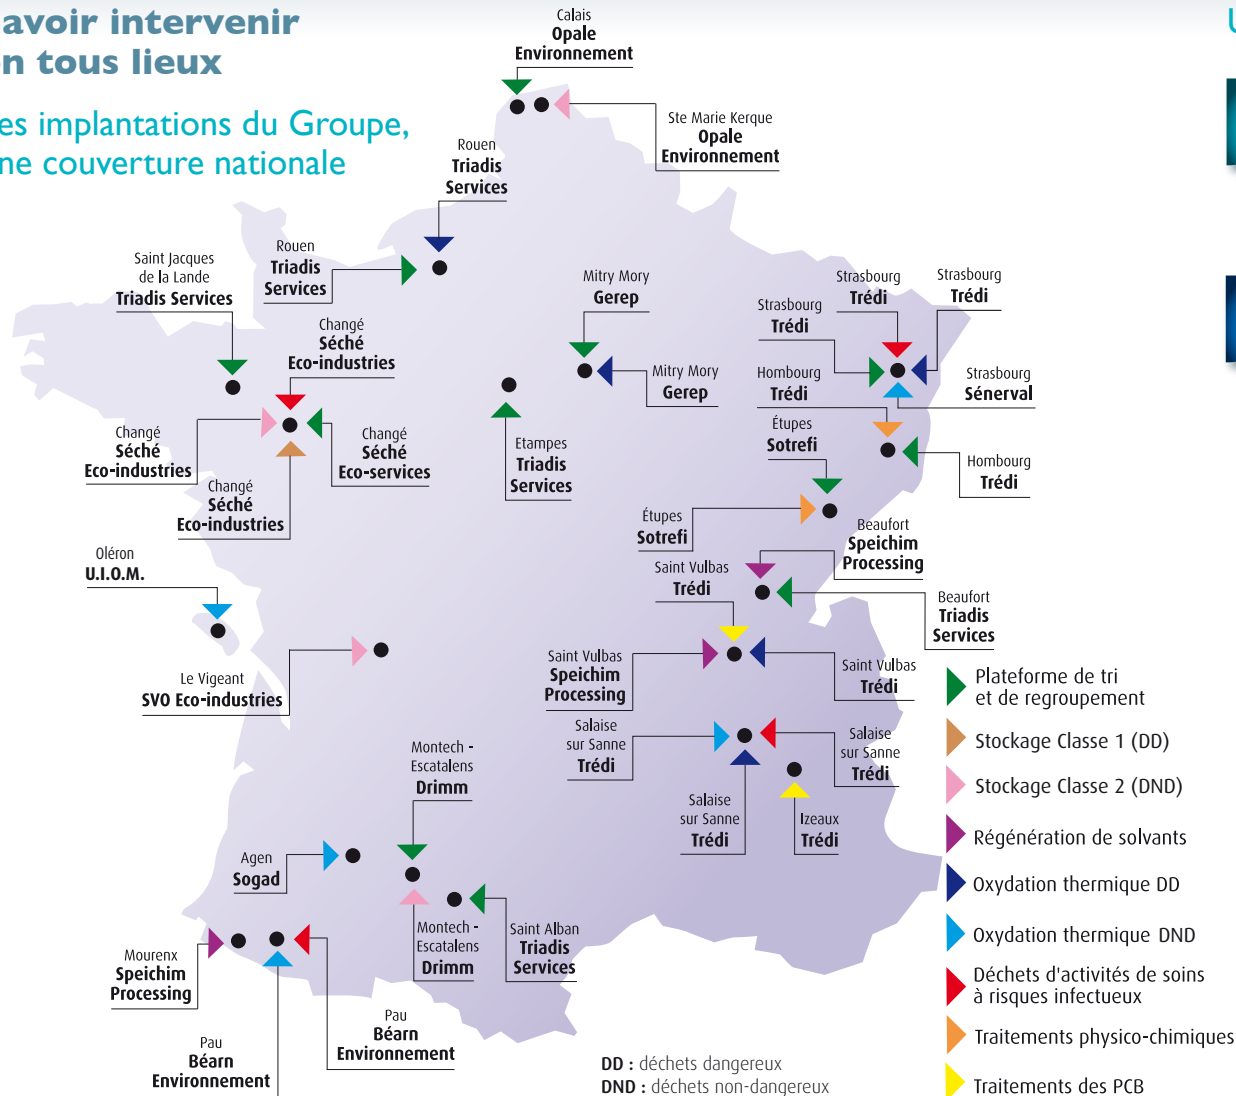 avoir intervenir
n tous lieux
es implantations du Groupe,
ne couverture nationale
Calais
Opale
Environnement
Ste Marie Kerque
Opale
Environnement
Rouen
Triadis
Services
Rouen
Triadis
Services
Saint Jacques
de la Lande
Triadis Services
Changé
Séché
Eco-industries
Changé
Séché
Eco-industries
Changé
Séché
Eco-services
Changé
Séché
Eco-industries
Mitry Mory
Gerep
Mitry Mory
Gerep
Etampes
Triadis
Services
Strasbourg
Trédi
Strasbourg
Trédi
Strasbourg
Trédi
Strasbourg
Sénerval
Hombourg
Trédi
Hombourg
Trédi
Étupes
Sotrefi
Étupes
Sotrefi
Beaufort
Speichim
Processing
Beaufort
Triadis
Services
Oléron
U.I.O.M.
Le Vigeant
SVO Eco-industries
Saint Vulbas
Trédi
Saint Vulbas
Speichim
Processing
Saint Vulbas
Trédi
Salaise
sur Sanne
Trédi
Salaise
sur Sanne
Trédi
Salaise
sur Sanne
Trédi
Izeaux
Trédi
Montech -
Escatalens
Drimm
Agen
Sogad
Montech -
Escatalens
Drimm
Saint Alban
Triadis
Services
Mourenx
Speichim
Processing
Pau
Béarn
Environnement
Pau
Béarn
Environnement
Plateforme de tri
et de regroupement
Stockage Classe 1 (DD)
Stockage Classe 2 (DND)
Régénération de solvants
Oxydation thermique DD
Oxydation thermique DND
Déchets d'activités de soins
à risques infectueux
Traitements physico-chimiques
Traitements des PCB
DD : déchets dangereux
DND : déchets non-dangereux